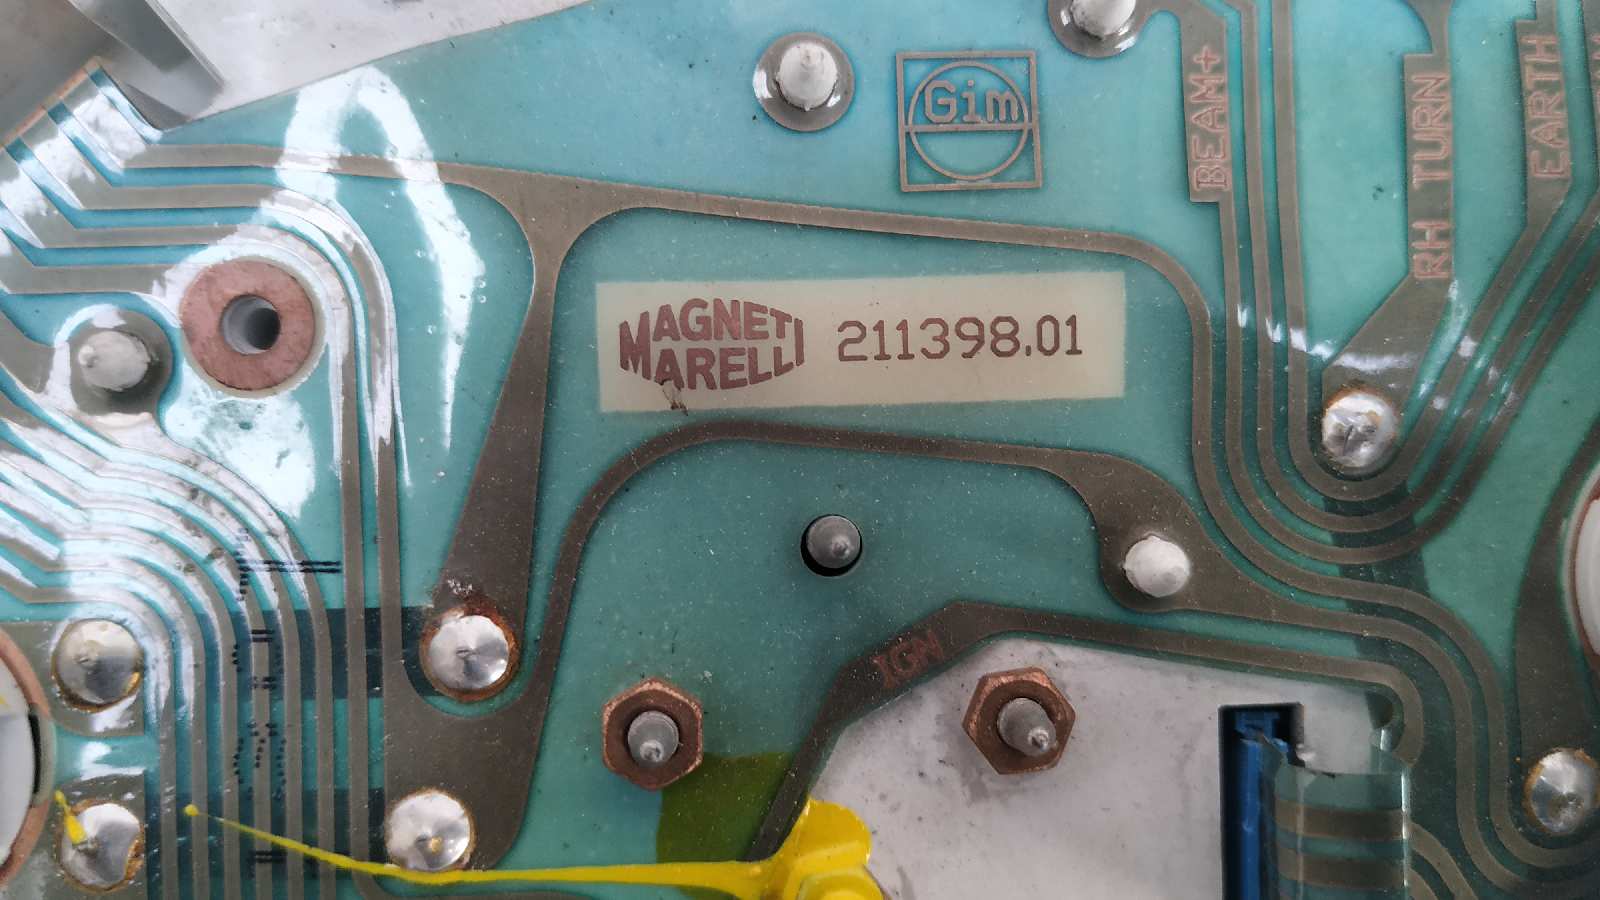 Gim
BEAM+
RH TURN
EARTH
MAGNETI
MARELLI
211398.01
IGN